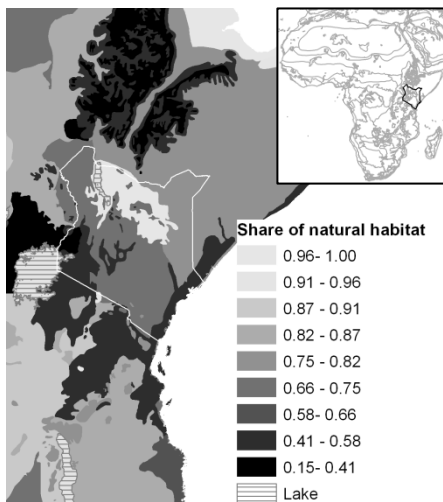 Share of natural habitat
0.96- 1.00
0.91 - 0.96
0.87 - 0.91
0.82 - 0.87
0.75 - 0.82
0.66 - 0.75
0.58- 0.66
0.41 - 0.58
0.15- 0.41
Lake